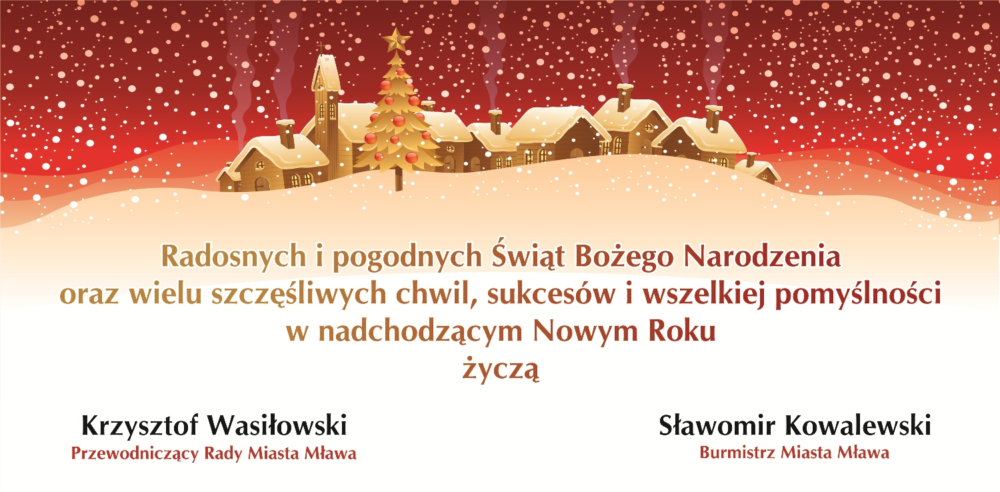 Radosnych i pogodnych Świąt Bożego Narodzenia
oraz wielu szczęśliwych chwil, sukcesów i wszelkiej pomyślności
w nadchodzącym Nowym Roku
życzą
Krzysztof Wasiłowski
Przewodniczący Rady Miasta Mława
Sławomir Kowalewski
Burmistrz Miasta Mława